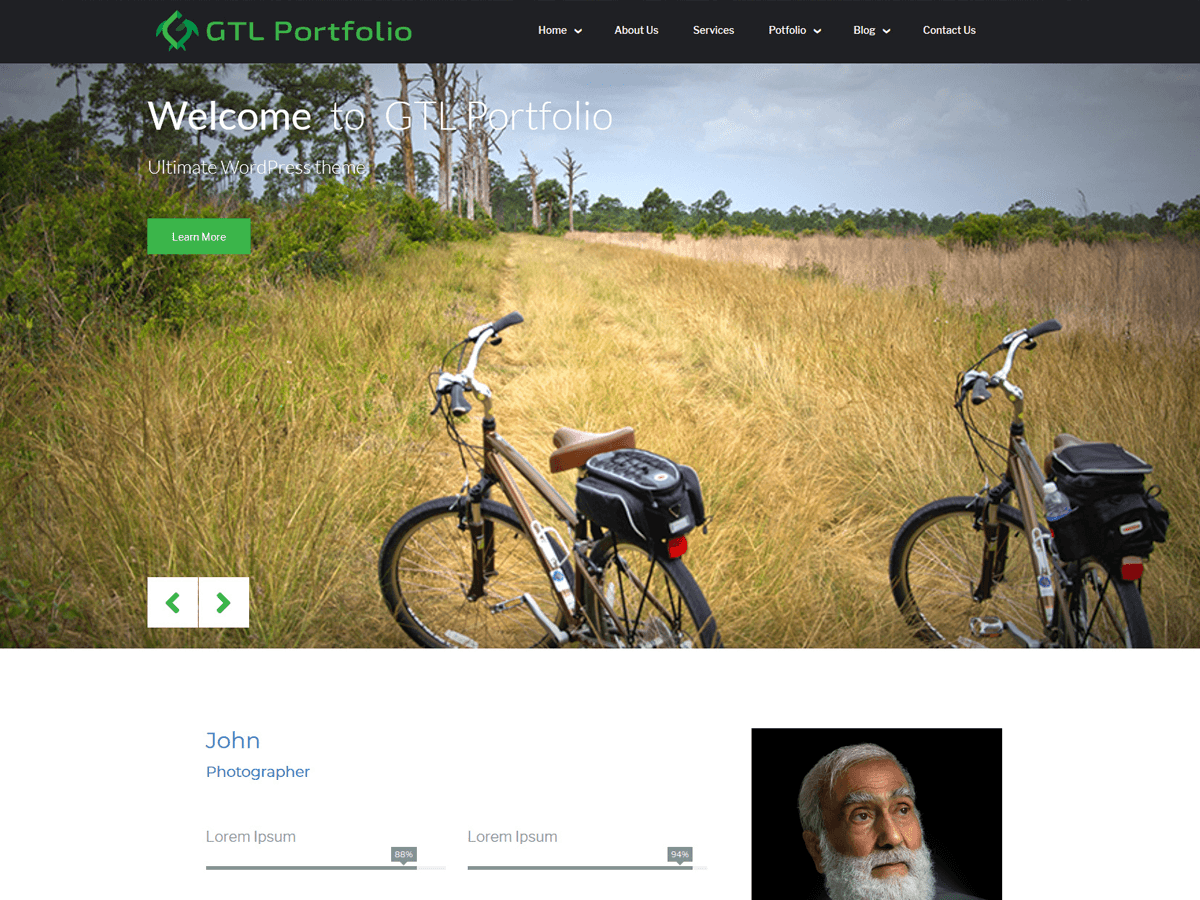 GTL Portfolio
Home About Us Services Potfolio Blog Contact Us
Welcome to GTL Portfolio
Ultimate WordPress theme
Learn More
John
Photographer
Lorem Ipsum Lorem Ipsum
88% 94%